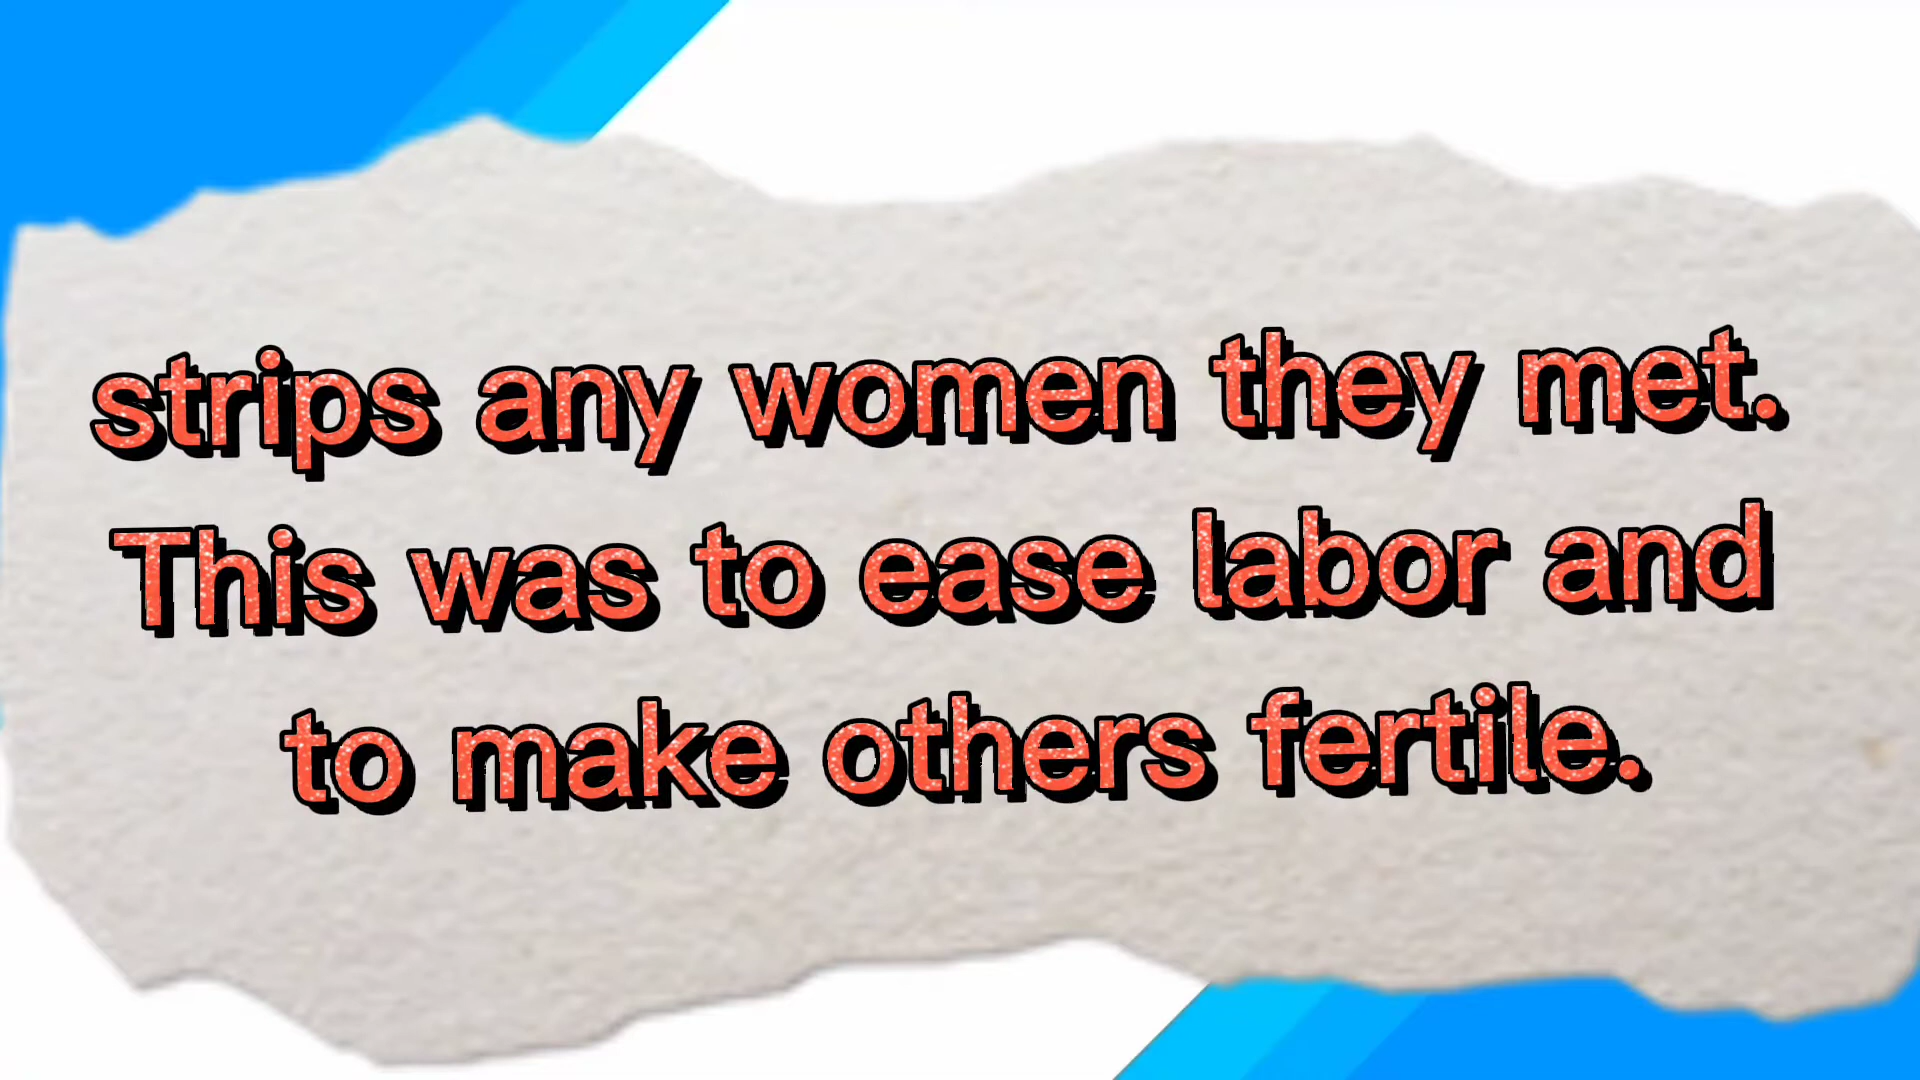 strips any women they met.
This was to ease labor and
to make others fertile.